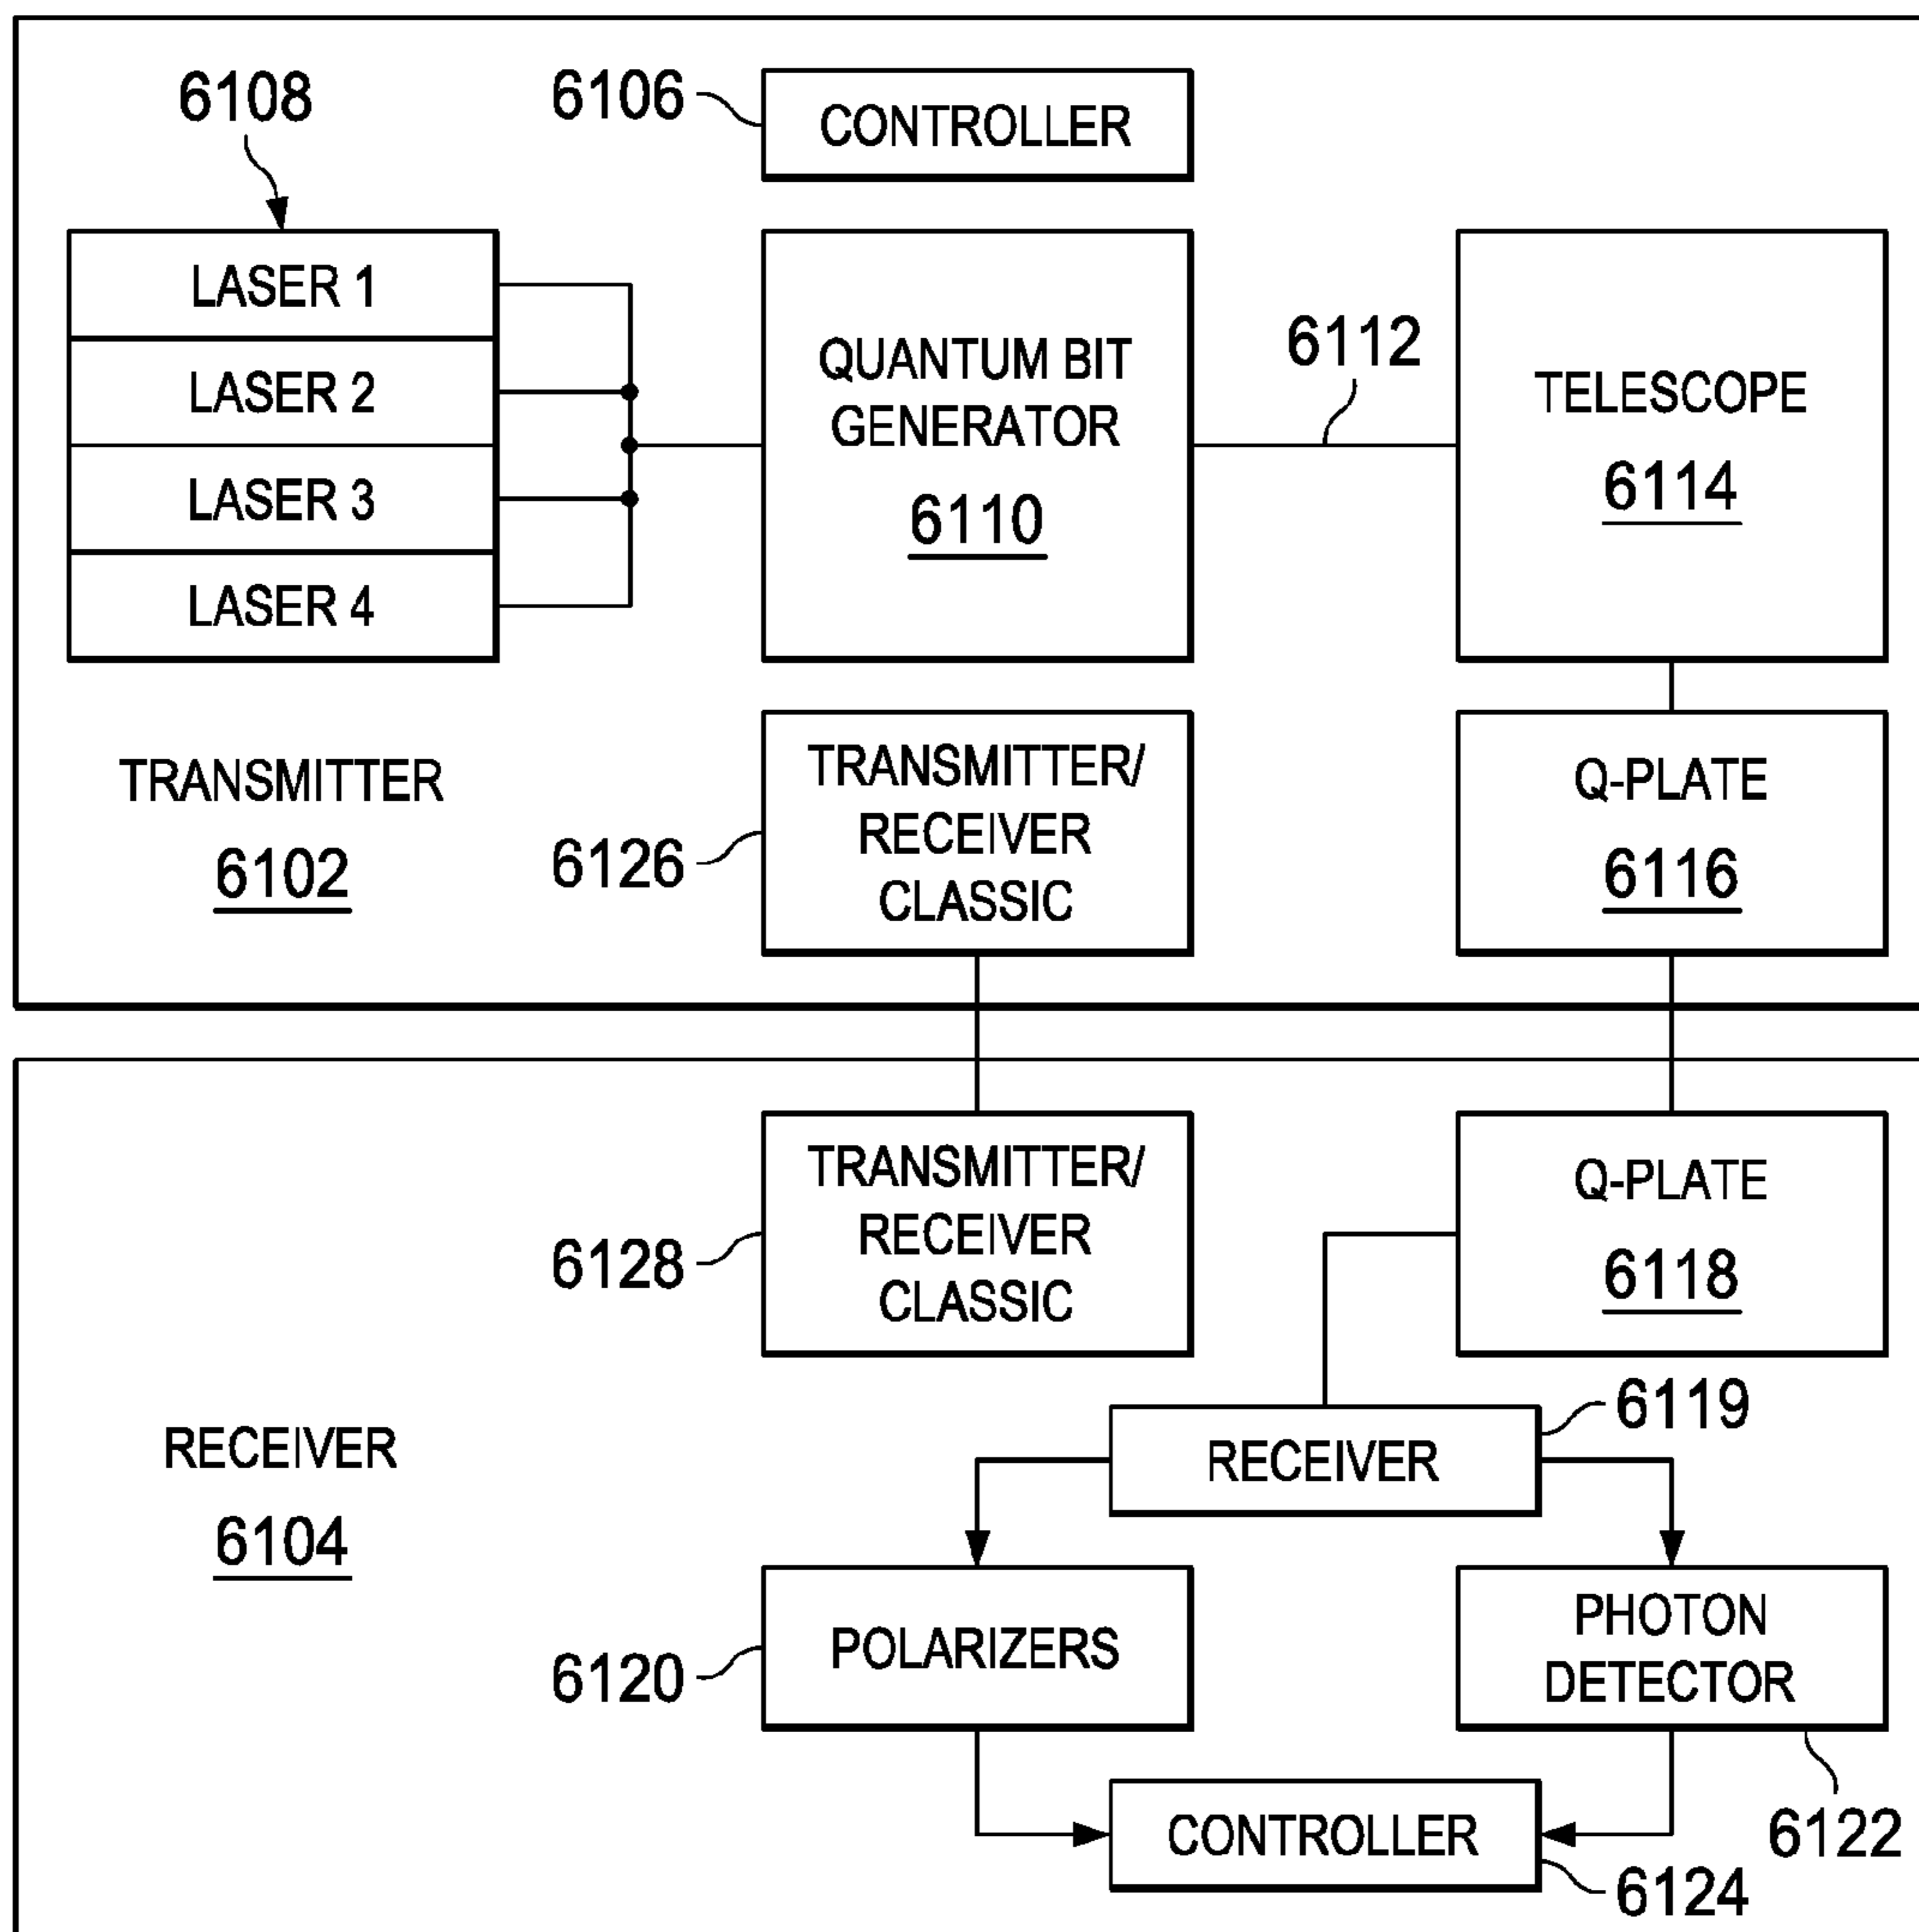 6108
6106
CONTROLLER
LASER 1
LASER 2
LASER 3
LASER 4
QUANTUM BIT
GENERATOR
6110
6112
TELESCOPE
6114
TRANSMITTER
6102
6126
TRANSMITTER/
RECEIVER
CLASSIC
Q-PLATE
6116
6128
TRANSMITTER/
RECEIVER
CLASSIC
Q-PLATE
6118
RECEIVER
6104
RECEIVER
6119
6120
POLARIZERS
PHOTON
DETECTOR
6122
CONTROLLER
6124